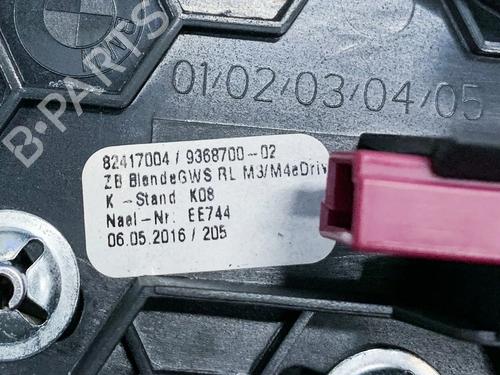 BMW
B-PARTS
01/02/03/04/05
82417004 / 9368700-02
ZB BlendeGWS RL M3/M4eDriv
K -Stand K08
Nael-Nr. EE744
06.05.2016 / 205